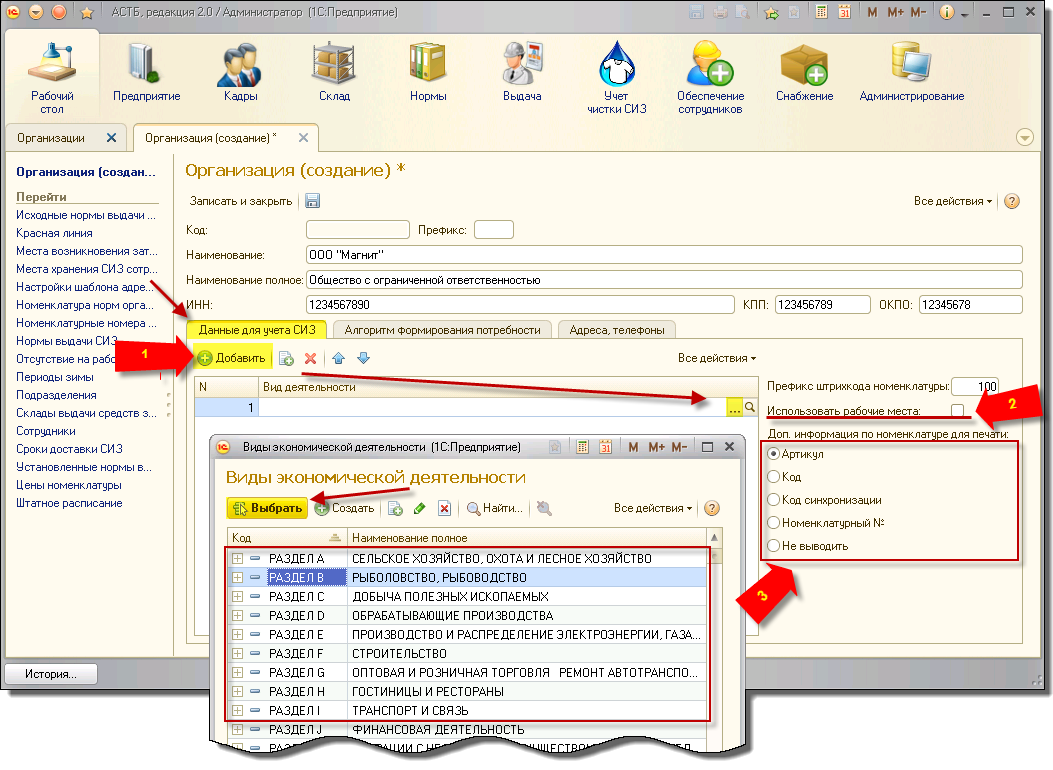 АСТБ, редакция 2.0 / Администратор (1С:Предприятие)
M M+ M-
Рабочий стол
Предприятие
Кадры
Склад
Нормы
Выдача
Учет чистки СИЗ
Обеспечение сотрудников
Снабжение
Администрирование
Организации
Организация (создание) *
Организация (создан...
Перейти
Исходные нормы выдачи ...
Красная линия
Места возникновения зат...
Места хранения СИЗ сотр...
Настройки шаблона адре...
Номенклатура норм орга...
Номенклатурные номера ...
Нормы выдачи СИЗ
Отсутствие на рабо
Периоды зимы
Подразделения
Склады выдачи средств з...
Сотрудники
Сроки доставки СИЗ
Установленные нормы в...
Цены номенклатуры
Штатное расписание
Организация (создание) *
Записать и закрыть
Все действия
Код:
Префикс:
Наименование: ООО "Магнит"
Наименование полное: Общество с ограниченной ответственностью
ИНН: 1234567890 КПП: 123456789 ОКПО: 12345678
Данные для учета СИЗ
Алгоритм формирования потребности
Адреса, телефоны
1
Добавить
Все действия
N Вид деятельности
1
...
Префикс штрихкода номенклатуры: 100
Использовать рабочие места:
2
Доп. информация по номенклатуре для печати:
Артикул
Код
Код синхронизации
Номенклатурный №
Не выводить
3
Виды экономической деятельности (1С:Предприятие)
M M+ M-
Виды экономической деятельности
Выбрать
Создать
Найти...
Все действия
Код Наименование полное
РАЗДЕЛ A СЕЛЬСКОЕ ХОЗЯЙСТВО, ОХОТА И ЛЕСНОЕ ХОЗЯЙСТВО
РАЗДЕЛ B РЫБОЛОВСТВО, РЫБОВОДСТВО
РАЗДЕЛ C ДОБЫЧА ПОЛЕЗНЫХ ИСКОПАЕМЫХ
РАЗДЕЛ D ОБРАБАТЫВАЮЩИЕ ПРОИЗВОДСТВА
РАЗДЕЛ E ПРОИЗВОДСТВО И РАСПРЕДЕЛЕНИЕ ЭЛЕКТРОЭНЕРГИИ, ГАЗА...
РАЗДЕЛ F СТРОИТЕЛЬСТВО
РАЗДЕЛ G ОПТОВАЯ И РОЗНИЧНАЯ ТОРГОВЛЯ РЕМОНТ АВТОТРАНСПО...
РАЗДЕЛ H ГОСТИНИЦЫ И РЕСТОРАНЫ
РАЗДЕЛ I ТРАНСПОРТ И СВЯЗЬ
РАЗДЕЛ J ФИНАНСОВАЯ ДЕЯТЕЛЬНОСТЬ
История...